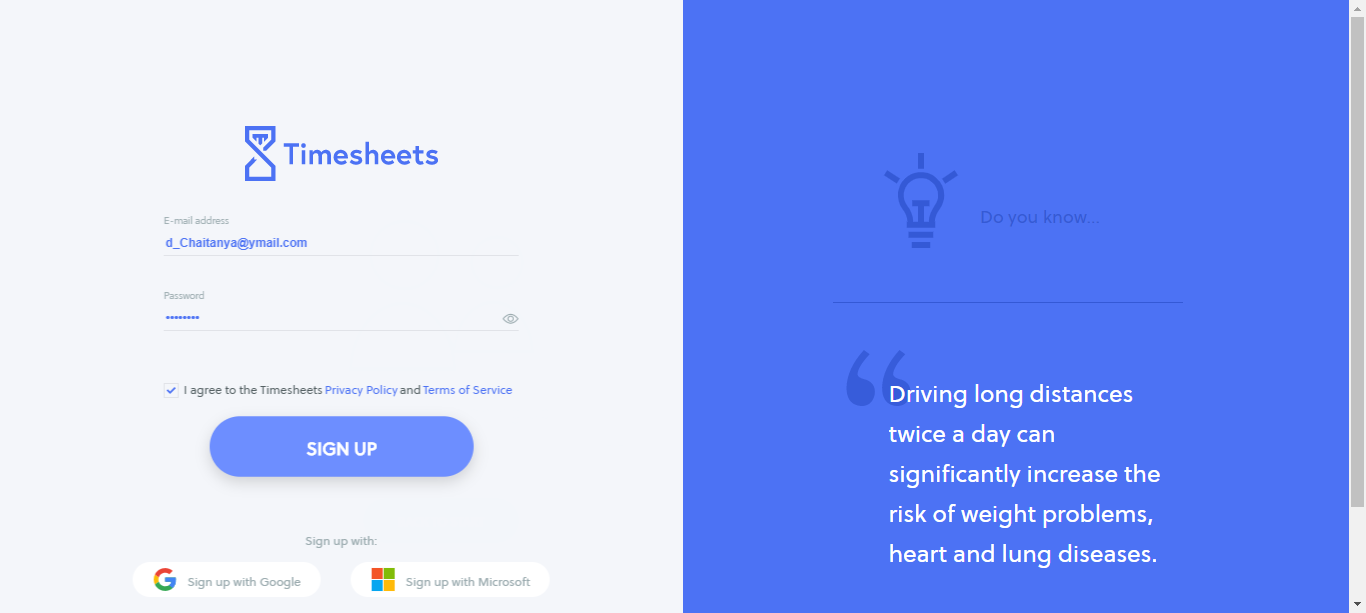 Timesheets
E-mail address
d_Chaitanya@ymail.com
Password
••••••••
I agree to the Timesheets Privacy Policy and Terms of Service
SIGN UP
Sign up with:
Sign up with Google
Sign up with Microsoft
Do you know...
“
Driving long distances
twice a day can
significantly increase the
risk of weight problems,
heart and lung diseases.